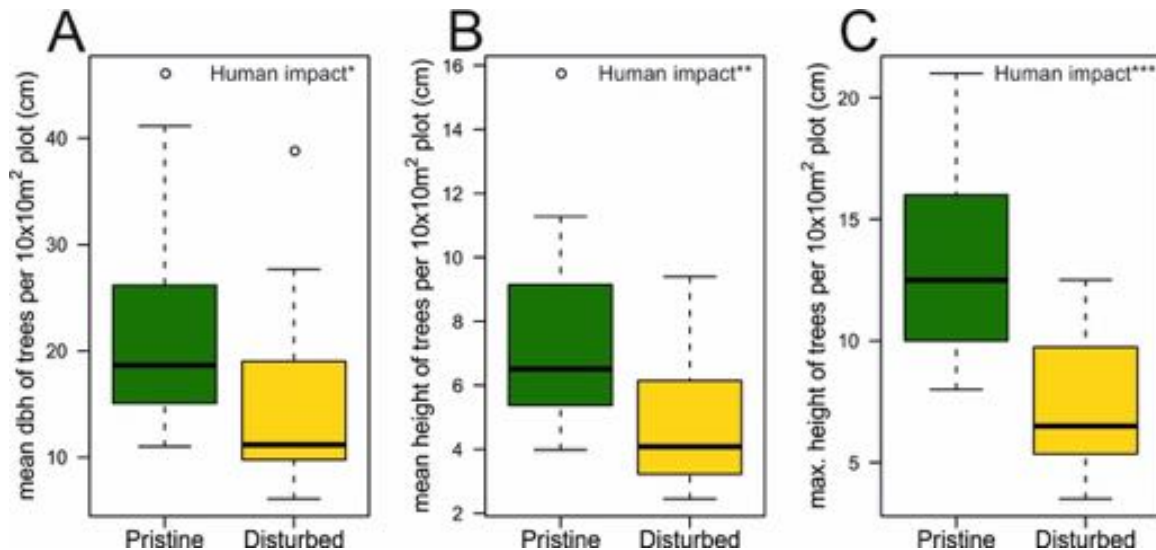 A
mean dbh of trees per 10x10m² plot (cm)
40
30
20
10
Human impact*
Pristine Disturbed
B
mean height of trees per 10x10m² plot (cm)
16
14
12
10
8
6
4
2
Human impact**
Pristine Disturbed
C
max. height of trees per 10x10m² plot (cm)
20
15
10
5
Human impact***
Pristine Disturbed